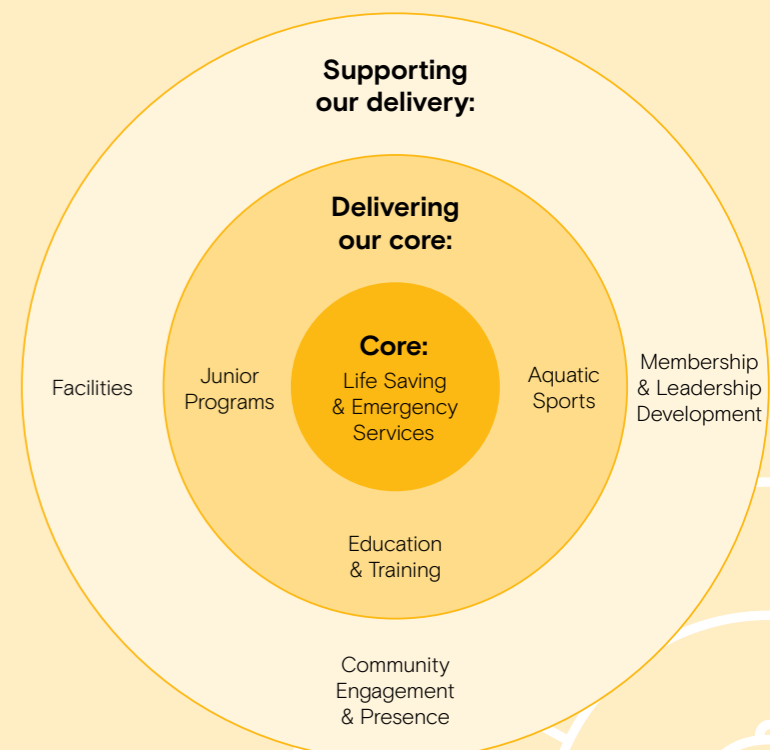 Supporting
our delivery:
Delivering
our core:
Core:
Life Saving
& Emergency
Services
Facilities
Junior
Programs
Aquatic
Sports
Membership
& Leadership
Development
Education
& Training
Community
Engagement
& Presence